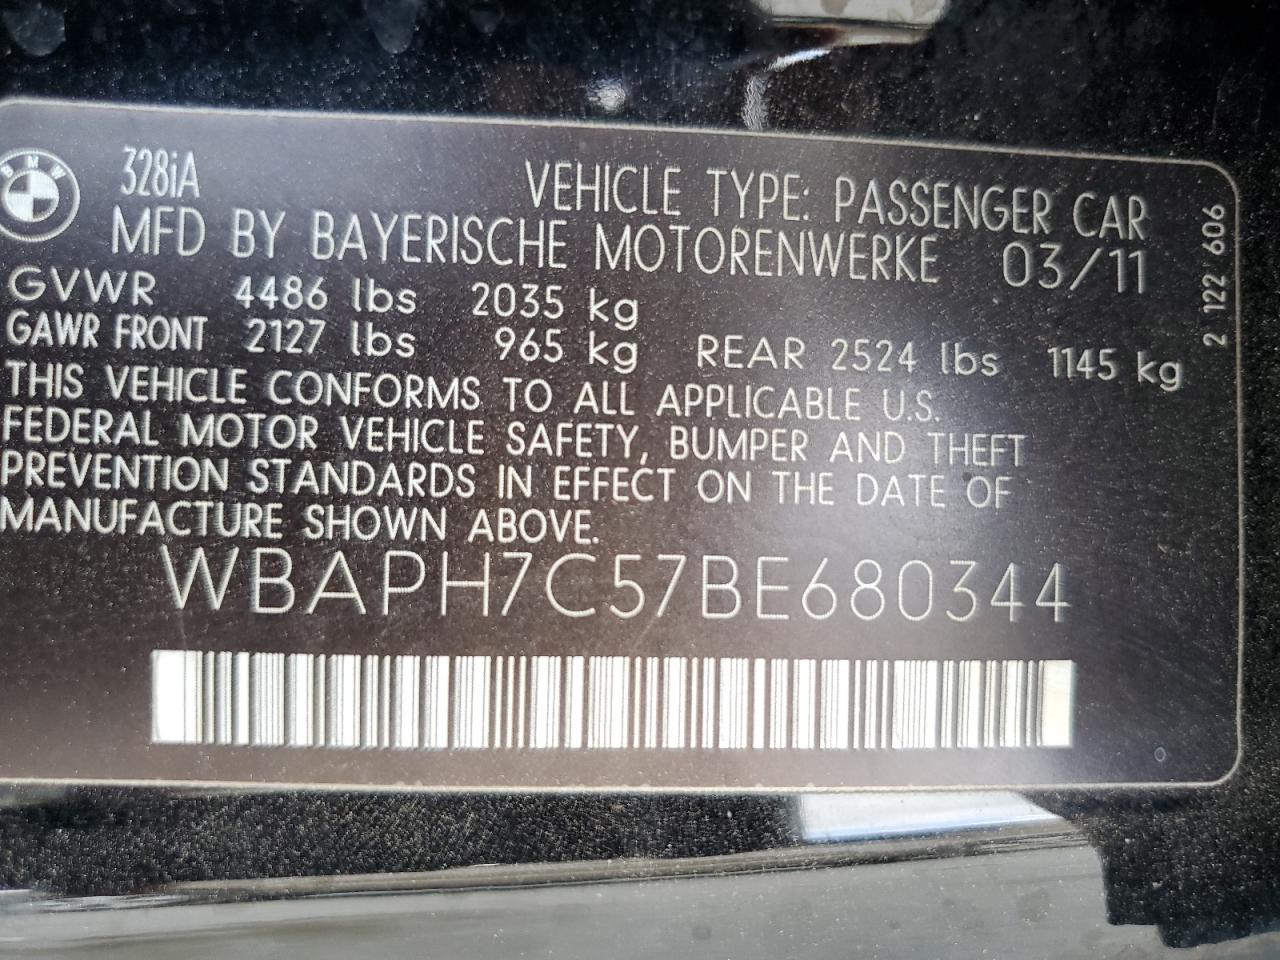 BMW
328iA
VEHICLE TYPE: PASSENGER CAR
MFD BY BAYERISCHE MOTORENWERKE 03/11
GVWR 4486 lbs 2035 kg
GAWR FRONT 2127 lbs 965 kg REAR 2524 lbs 1145 kg
THIS VEHICLE CONFORMS TO ALL APPLICABLE U.S.
FEDERAL MOTOR VEHICLE SAFETY, BUMPER AND THEFT
PREVENTION STANDARDS IN EFFECT ON THE DATE OF
MANUFACTURE SHOWN ABOVE.
WBAPH7C57BE680344
2 122 606